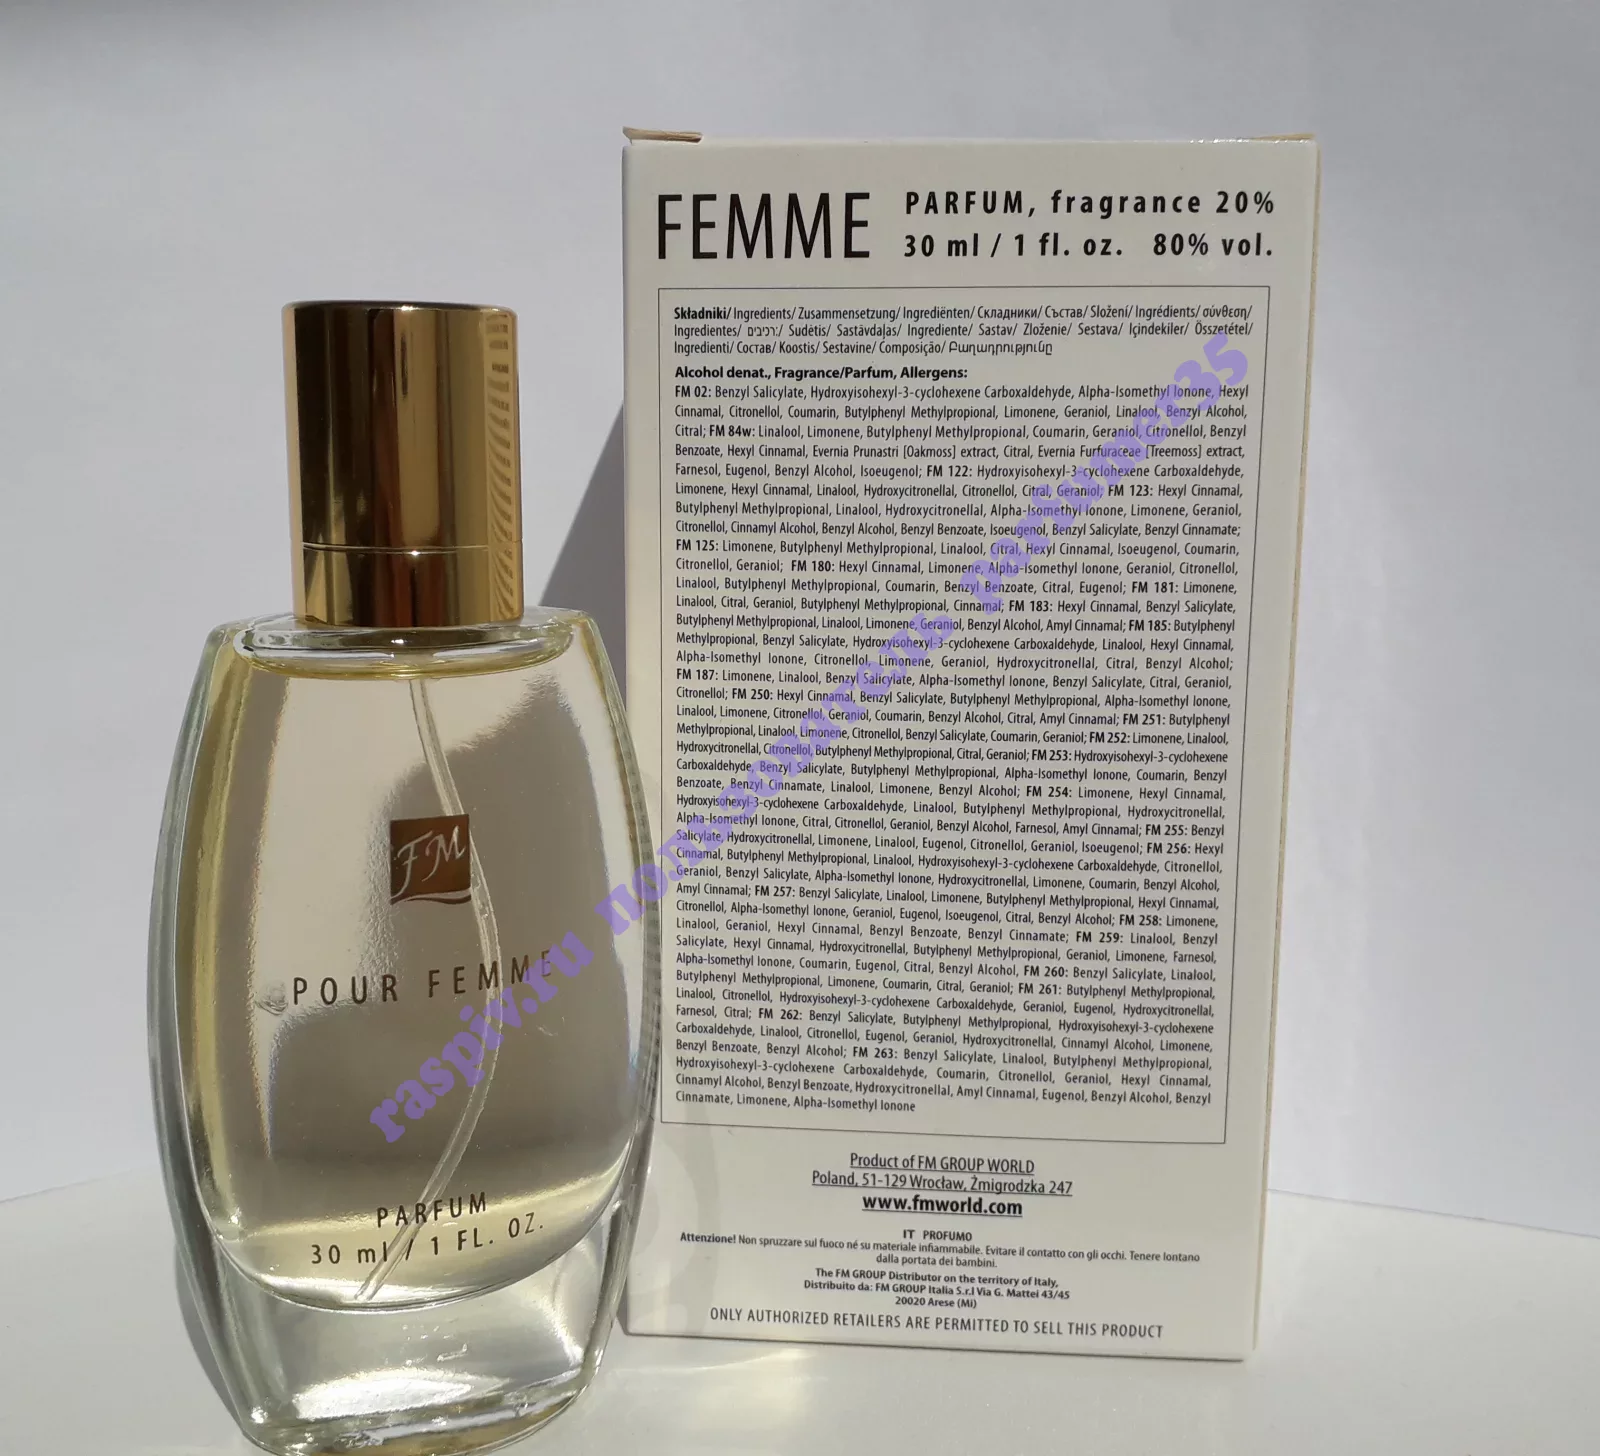 FEMME
PARFUM, fragrance 20%
30 ml / 1 fl. oz. 80% vol.
Składniki/ Ingredients/ Zusammensetzung/ Ingrediënten/ Складники/ Състав/ Složení/ Ingrédients/ σύνθεση/
Ingredientes/ רכיבים:/ Sudėtis/ Sastāvdaļas/ Ingrediente/ Sastav/ Zloženie/ Sestava/ Içindekiler/ Összetétel/
Ingredienti/ Состав/ Koostis/ Sestavine/ Composição/ Բաղադրությունը
Alcohol denat., Fragrance/Parfum, Allergens:
FM 02: Benzyl Salicylate, Hydroxyisohexyl-3-cyclohexene Carboxaldehyde, Alpha-Isomethyl Ionone, Hexyl
Cinnamal, Citronellol, Coumarin, Butylphenyl Methylpropional, Limonene, Geraniol, Linalool, Benzyl Alcohol,
Citral; FM 84w: Linalool, Limonene, Butylphenyl Methylpropional, Coumarin, Geraniol, Citronellol, Benzyl
Benzoate, Hexyl Cinnamal, Evernia Prunastri [Oakmoss] extract, Citral, Evernia Furfuraceae [Treemoss] extract,
Farnesol, Eugenol, Benzyl Alcohol, Isoeugenol; FM 122: Hydroxyisohexyl-3-cyclohexene Carboxaldehyde,
Limonene, Hexyl Cinnamal, Linalool, Hydroxycitronellal, Citronellol, Citral, Geraniol; FM 123: Hexyl Cinnamal,
Butylphenyl Methylpropional, Linalool, Hydroxycitronellal, Alpha-Isomethyl Ionone, Limonene, Geraniol,
Citronellol, Cinnamyl Alcohol, Benzyl Alcohol, Benzyl Benzoate, Isoeugenol, Benzyl Salicylate, Benzyl Cinnamate;
FM 125: Limonene, Butylphenyl Methylpropional, Linalool, Citral, Hexyl Cinnamal, Isoeugenol, Coumarin,
Citronellol, Geraniol; FM 180: Hexyl Cinnamal, Limonene, Alpha-Isomethyl Ionone, Geraniol, Citronellol,
Linalool, Butylphenyl Methylpropional, Coumarin, Benzyl Benzoate, Citral, Eugenol; FM 181: Limonene,
Linalool, Citral, Geraniol, Butylphenyl Methylpropional, Cinnamal; FM 183: Hexyl Cinnamal, Benzyl Salicylate,
Butylphenyl Methylpropional, Linalool, Limonene, Geraniol, Benzyl Alcohol, Amyl Cinnamal; FM 185: Butylphenyl
Methylpropional, Benzyl Salicylate, Hydroxyisohexyl-3-cyclohexene Carboxaldehyde, Linalool, Hexyl Cinnamal,
Alpha-Isomethyl Ionone, Citronellol, Limonene, Geraniol, Hydroxycitronellal, Citral, Benzyl Alcohol;
FM 187: Limonene, Linalool, Benzyl Salicylate, Alpha-Isomethyl Ionone, Benzyl Salicylate, Citral, Geraniol,
Citronellol; FM 250: Hexyl Cinnamal, Benzyl Salicylate, Butylphenyl Methylpropional, Alpha-Isomethyl Ionone,
Linalool, Limonene, Citronellol, Geraniol, Coumarin, Benzyl Alcohol, Citral, Amyl Cinnamal; FM 251: Butylphenyl
Methylpropional, Linalool, Limonene, Citronellol, Benzyl Salicylate, Coumarin, Geraniol; FM 252: Limonene, Linalool,
Hydroxycitronellal, Citronellol, Butylphenyl Methylpropional, Citral, Geraniol; FM 253: Hydroxyisohexyl-3-cyclohexene
Carboxaldehyde, Benzyl Salicylate, Butylphenyl Methylpropional, Alpha-Isomethyl Ionone, Coumarin, Benzyl
Benzoate, Benzyl Cinnamate, Linalool, Limonene, Benzyl Alcohol; FM 254: Limonene, Hexyl Cinnamal,
Hydroxyisohexyl-3-cyclohexene Carboxaldehyde, Linalool, Butylphenyl Methylpropional, Hydroxycitronellal,
Alpha-Isomethyl Ionone, Citral, Citronellol, Geraniol, Benzyl Alcohol, Farnesol, Amyl Cinnamal; FM 255: Benzyl
Salicylate, Hydroxycitronellal, Limonene, Linalool, Eugenol, Citronellol, Geraniol, Isoeugenol; FM 256: Hexyl
Cinnamal, Butylphenyl Methylpropional, Linalool, Hydroxyisohexyl-3-cyclohexene Carboxaldehyde, Citronellol,
Geraniol, Benzyl Salicylate, Alpha-Isomethyl Ionone, Hydroxycitronellal, Limonene, Coumarin, Benzyl Alcohol,
Amyl Cinnamal; FM 257: Benzyl Salicylate, Linalool, Limonene, Butylphenyl Methylpropional, Hexyl Cinnamal,
Citronellol, Alpha-Isomethyl Ionone, Geraniol, Eugenol, Isoeugenol, Citral, Benzyl Alcohol; FM 258: Limonene,
Linalool, Geraniol, Hexyl Cinnamal, Benzyl Benzoate, Benzyl Cinnamate; FM 259: Linalool, Benzyl
Salicylate, Hexyl Cinnamal, Hydroxycitronellal, Butylphenyl Methylpropional, Geraniol, Limonene, Farnesol,
Alpha-Isomethyl Ionone, Coumarin, Eugenol, Citral, Benzyl Alcohol, FM 260: Benzyl Salicylate, Linalool,
Butylphenyl Methylpropional, Limonene, Coumarin, Citral, Geraniol; FM 261: Butylphenyl Methylpropional,
Linalool, Citronellol, Hydroxyisohexyl-3-cyclohexene Carboxaldehyde, Geraniol, Eugenol, Hydroxycitronellal,
Farnesol, Citral; FM 262: Benzyl Salicylate, Butylphenyl Methylpropional, Hydroxyisohexyl-3-cyclohexene
Carboxaldehyde, Linalool, Citronellol, Eugenol, Geraniol, Hydroxycitronellal, Cinnamyl Alcohol, Limonene,
Benzyl Benzoate, Benzyl Alcohol; FM 263: Benzyl Salicylate, Linalool, Butylphenyl Methylpropional,
Hydroxyisohexyl-3-cyclohexene Carboxaldehyde, Coumarin, Citronellol, Geraniol, Hexyl Cinnamal,
Cinnamyl Alcohol, Benzyl Benzoate, Hydroxycitronellal, Amyl Cinnamal, Eugenol, Benzyl Alcohol, Benzyl
Cinnamate, Limonene, Alpha-Isomethyl Ionone
Product of FM GROUP WORLD
Poland, 51-129 Wrocław, Żmigrodzka 247
www.fmworld.com
IT PROFUMO
Attenzione! Non spruzzare sul fuoco né su materiale infiammabile. Evitare il contatto con gli occhi. Tenere lontano
dalla portata dei bambini.
The FM GROUP Distributor on the territory of Italy,
Distribuito da: FM GROUP Italia S.r.l Via G. Mattei 43/45
20020 Arese (Mi)
ONLY AUTHORIZED RETAILERS ARE PERMITTED TO SELL THIS PRODUCT
FM
POUR FEMME
PARFUM
30 ml / 1 FL. OZ.
raspiv.ru пользователь parfumer35